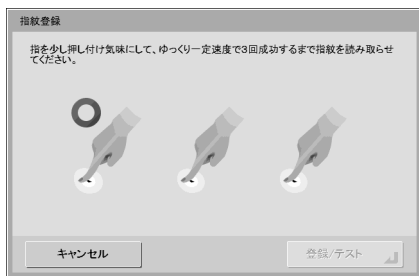 指紋登録
指を少し押し付け気味にして、ゆっくり一定速度で3回成功するまで指紋を読み取らせ
てください。
キャンセル
登録/テスト